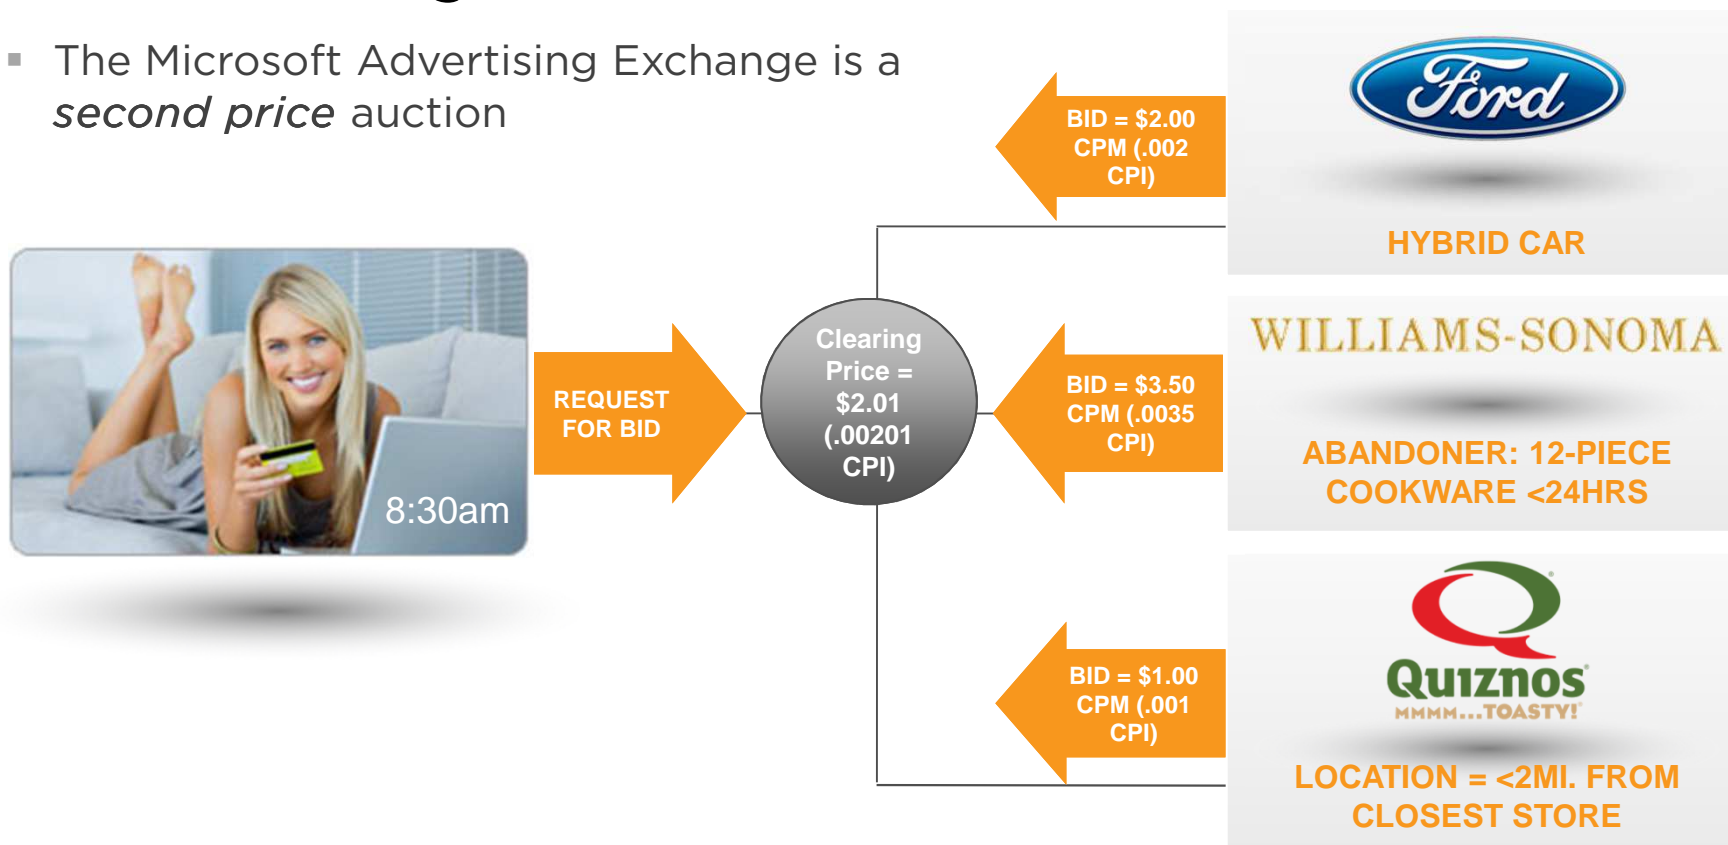 The Microsoft Advertising Exchange is a
second price auction
BID = $2.00
CPM (.002
CPI)
Ford
HYBRID CAR
8:30am
REQUEST
FOR BID
Clearing
Price =
$2.01
(.00201
CPI)
BID = $3.50
CPM (.0035
CPI)
WILLIAMS-SONOMA
ABANDONER: 12-PIECE
COOKWARE <24HRS
BID = $1.00
CPM (.001
CPI)
QUIZNOS
MMMM...TOASTY!
LOCATION = <2MI. FROM
CLOSEST STORE